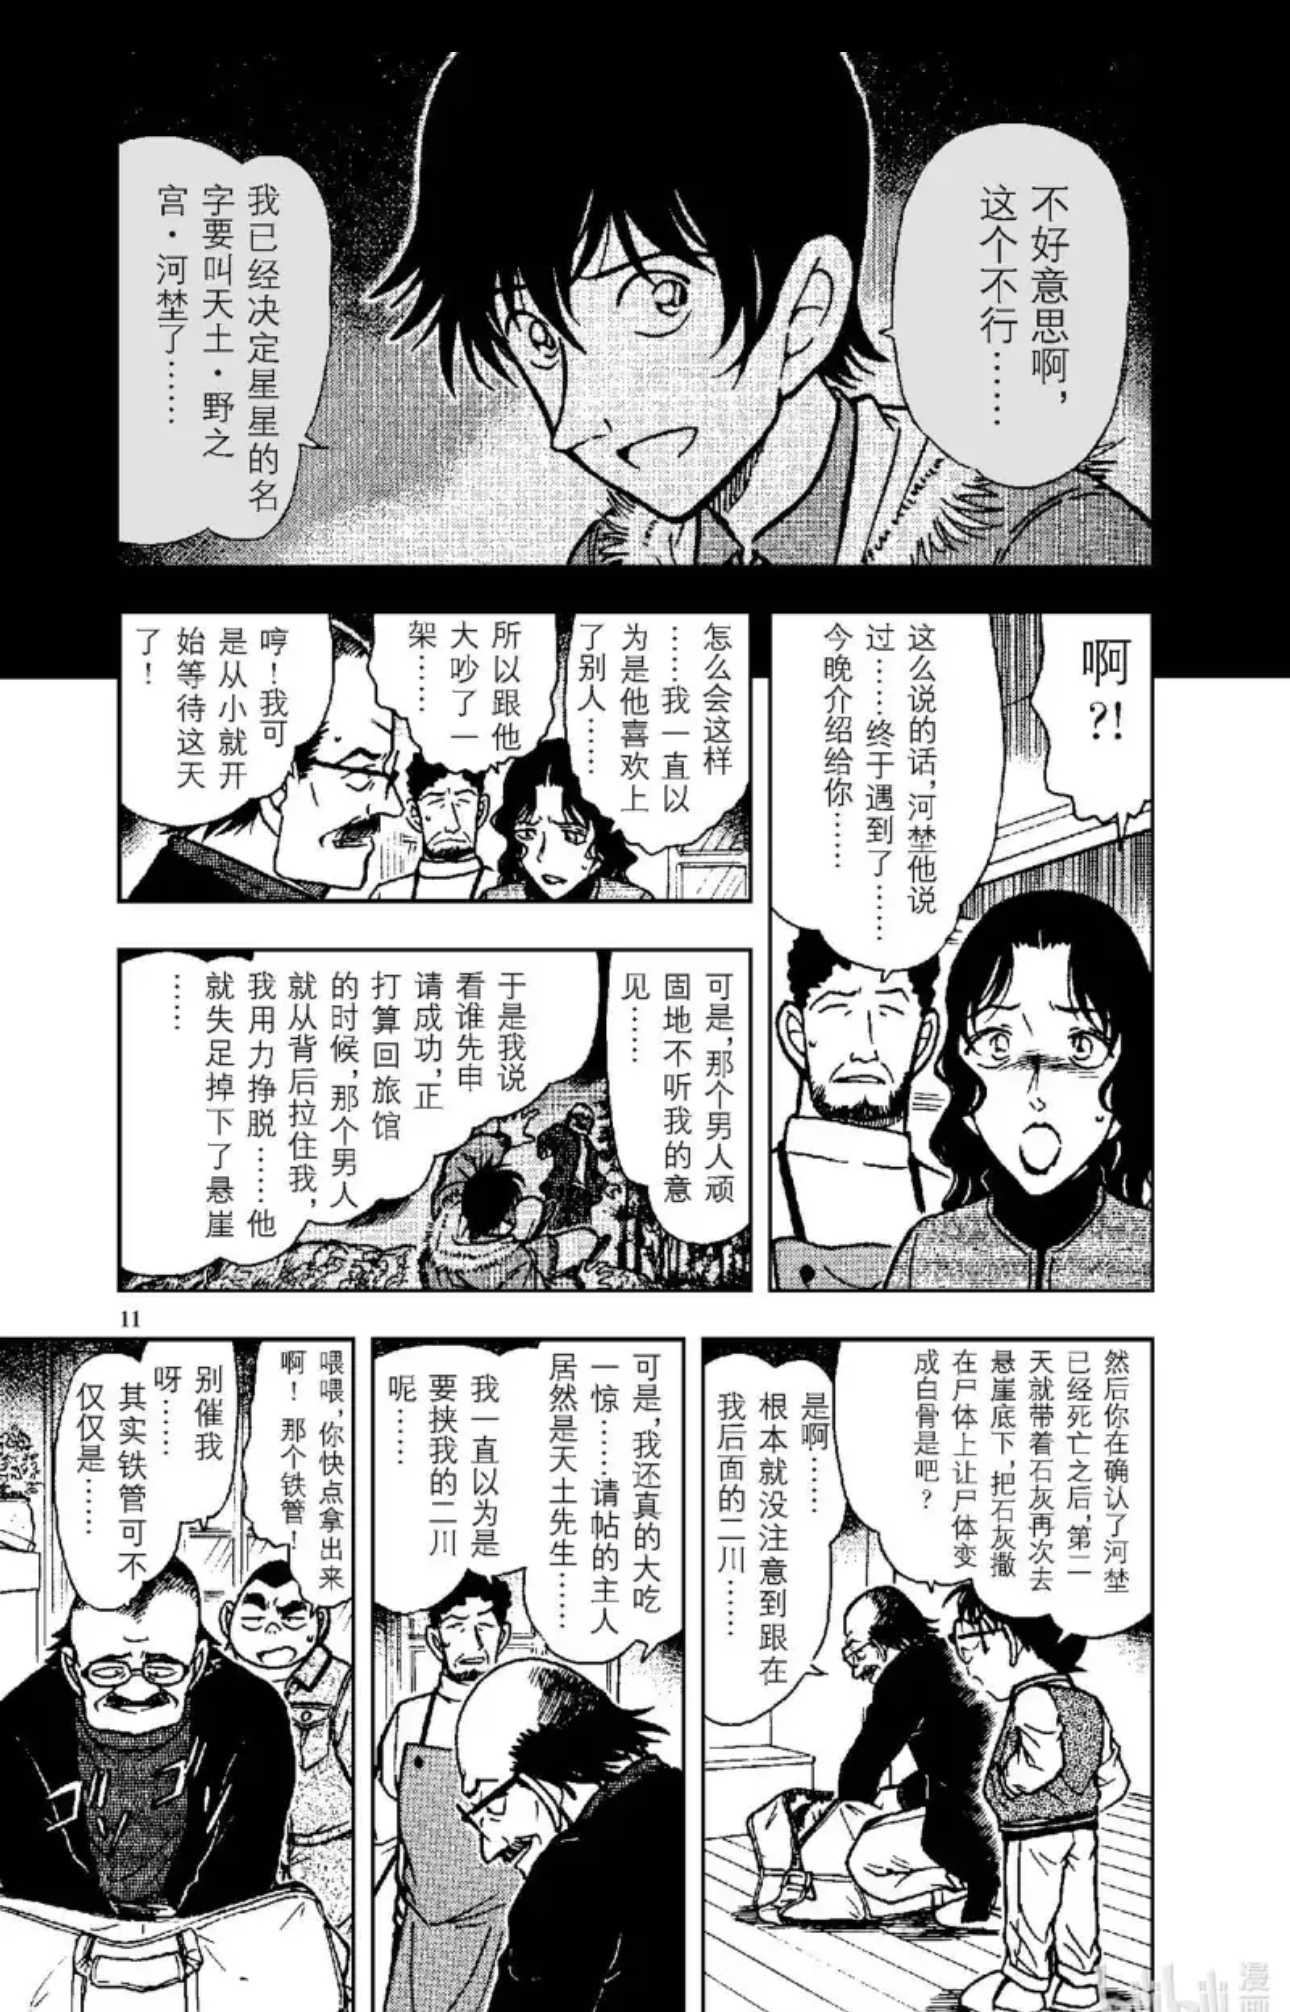 不好意思啊，
这个不行……
我已经决定星星的名
字要叫天土·野之
宫·河埜了……
啊
?!
这么说的话，河埜他说
过……终于遇到了……
今晚介绍给你……
怎么会这样
……我一直以
为是他喜欢上
了别人……
所以跟他
大吵了一
架……
哼！我可
是从小就开
始等待这天
了！
可是，那个男人顽
固地不听我的意
见……
于是我说
看谁先申
请成功，正
打算回旅馆
的时候，那个男人
就从背后拉住我，
我用力挣脱……他
就失足掉下了悬崖
……
11
然后你在确认了河埜
已经死亡之后，第二
天就带着石灰再次去
悬崖底下，把石灰撒
在尸体上让尸体变
成白骨是吧？
是啊……
根本就没注意到跟在
我后面的二川……
可是，我还真的大吃
一惊……请帖的主人
居然是天土先生……
我一直以为是
要挟我的二川
呢……
喂喂，你快点拿出来
啊！那个铁管！
别催我
呀……
其实铁管可不
仅仅是……
bilibili
漫画